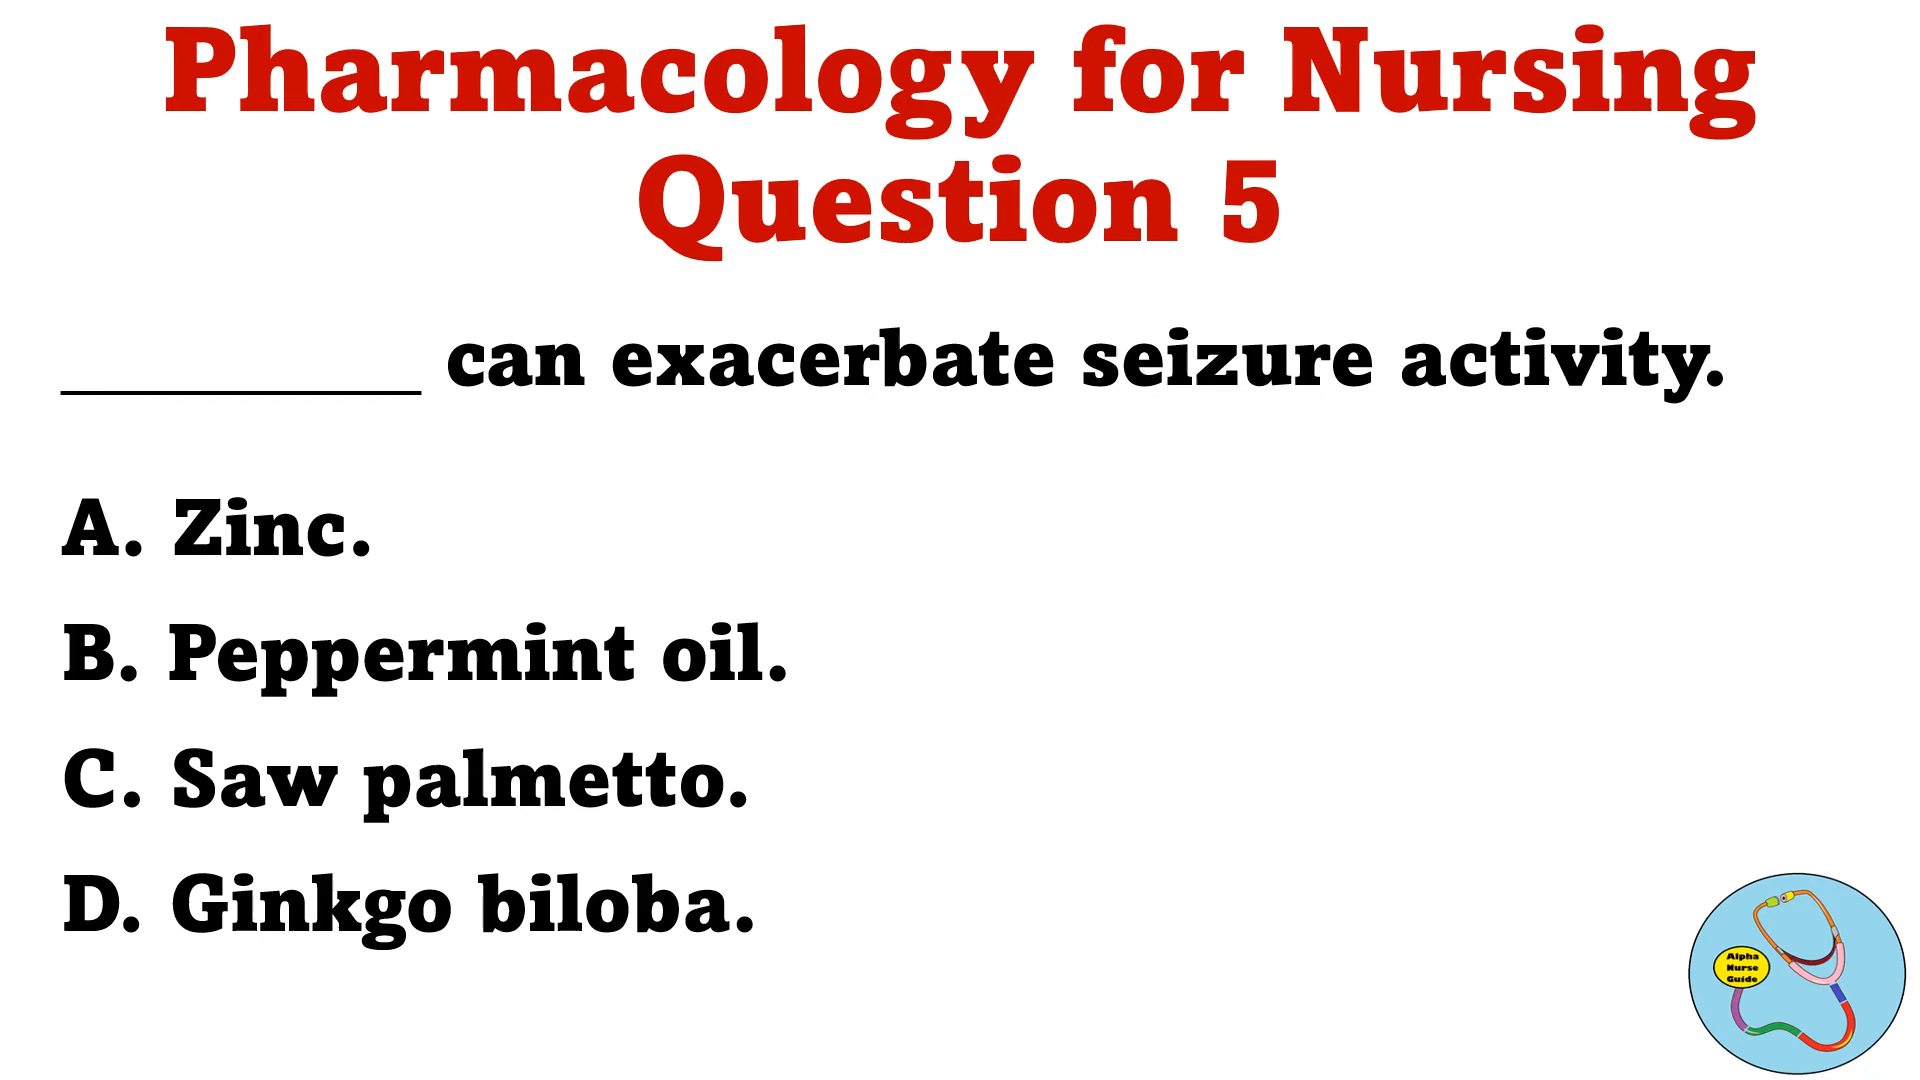 Pharmacology for Nursing
Question 5
__________ can exacerbate seizure activity.
A. Zinc.
B. Peppermint oil.
C. Saw palmetto.
D. Ginkgo biloba.
Alpha
Nurse
Guide